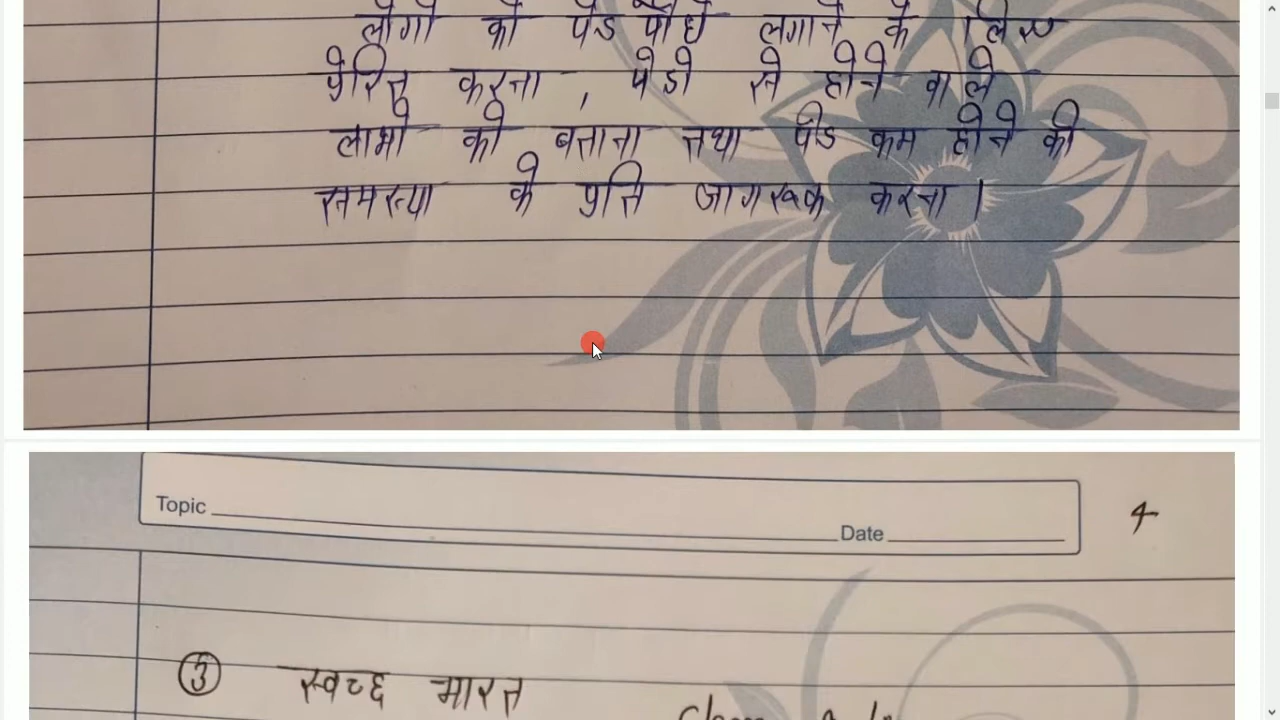 लोगो को पेड पौधे लगाने के लिए
प्रेरित करना , पेडो से होने वाले
लाभो को बताना तथा पेड कम होने की
समस्या के प्रति जागरूक करना ।
Topic
Date
4
③ स्वच्छ भारत